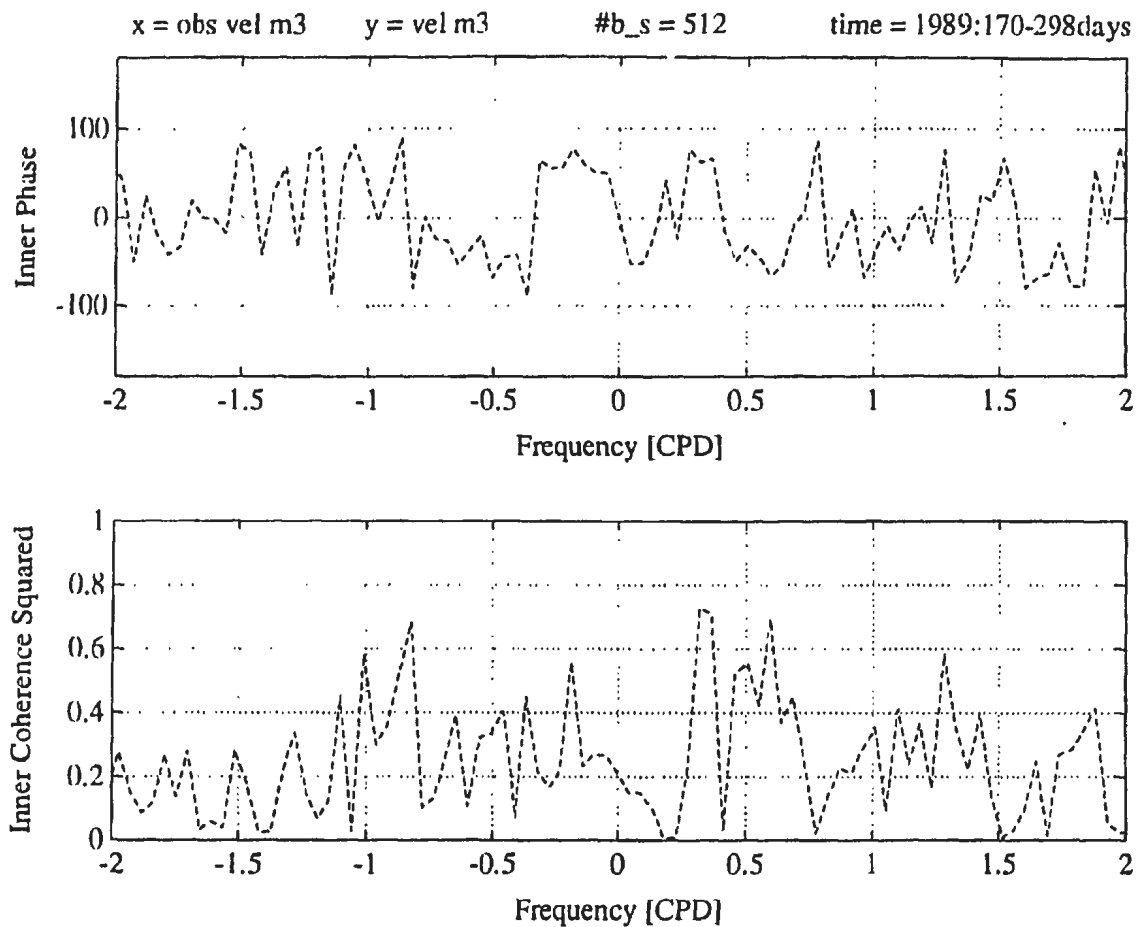 x = obs vel m3 y = vel m3 #b_s = 512 time = 1989:170-298days
100
0
-100
Inner Phase
-2 -1.5 -1 -0.5 0 0.5 1 1.5 2
Frequency [CPD]
1
0.8
0.6
0.4
0.2
0
Inner Coherence Squared
-2 -1.5 -1 -0.5 0 0.5 1 1.5 2
Frequency [CPD]